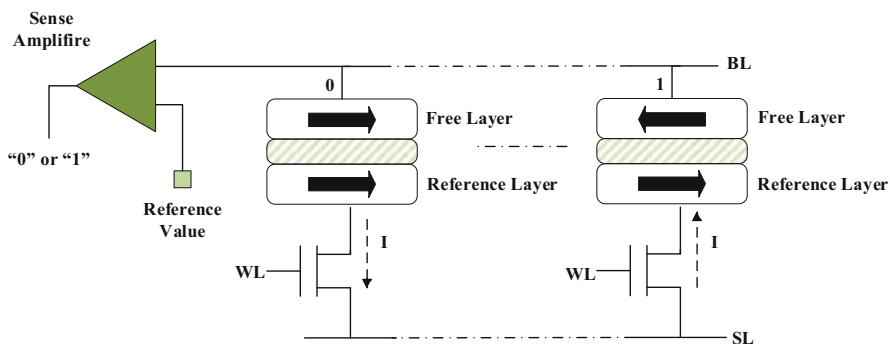 Sense
Amplifire
BL
0
1
Free Layer
Free Layer
“0” or “1”
Reference Layer
Reference Layer
Reference
Value
I
I
WL
WL
SL